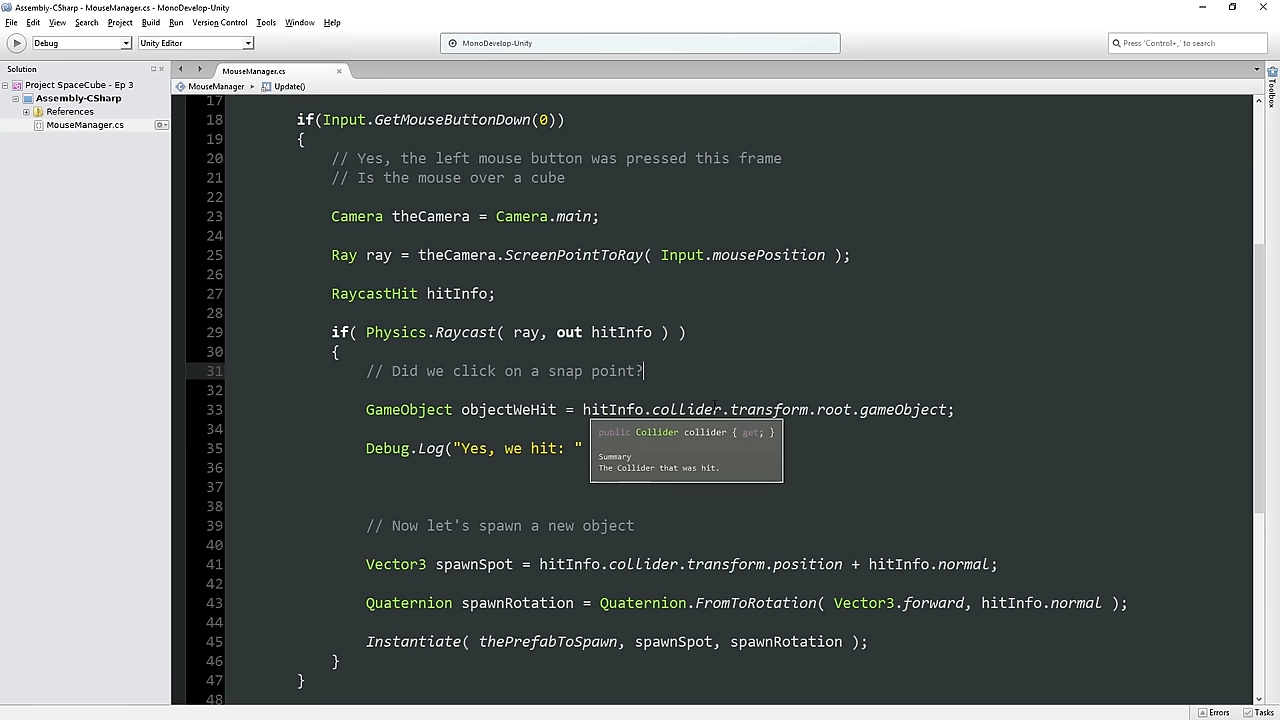 Assembly-CSharp - MouseManager.cs - MonoDevelop-Unity
File Edit View Search Project Build Run Version Control Tools Window Help
Debug Unity Editor MonoDevelop-Unity Press 'Control+,' to search
Solution
Project SpaceCube - Ep 3
Assembly-CSharp
References
MouseManager.cs
Toolbox
MouseManager.cs
MouseManager Update()
17
18 if(Input.GetMouseButtonDown(0))
19 {
20 // Yes, the left mouse button was pressed this frame
21 // Is the mouse over a cube
22
23 Camera theCamera = Camera.main;
24
25 Ray ray = theCamera.ScreenPointToRay( Input.mousePosition );
26
27 RaycastHit hitInfo;
28
29 if( Physics.Raycast( ray, out hitInfo ) )
30 {
31 // Did we click on a snap point?
32
33 GameObject objectWeHit = hitInfo.collider.transform.root.gameObject;
34
public Collider collider { get; }
35 Debug.Log("Yes, we hit: "
Summary
36
The Collider that was hit.
37
38
39 // Now let's spawn a new object
40
41 Vector3 spawnSpot = hitInfo.collider.transform.position + hitInfo.normal;
42
43 Quaternion spawnRotation = Quaternion.FromToRotation( Vector3.forward, hitInfo.normal );
44
45 Instantiate( thePrefabToSpawn, spawnSpot, spawnRotation );
46 }
47 }
48
Errors Tasks